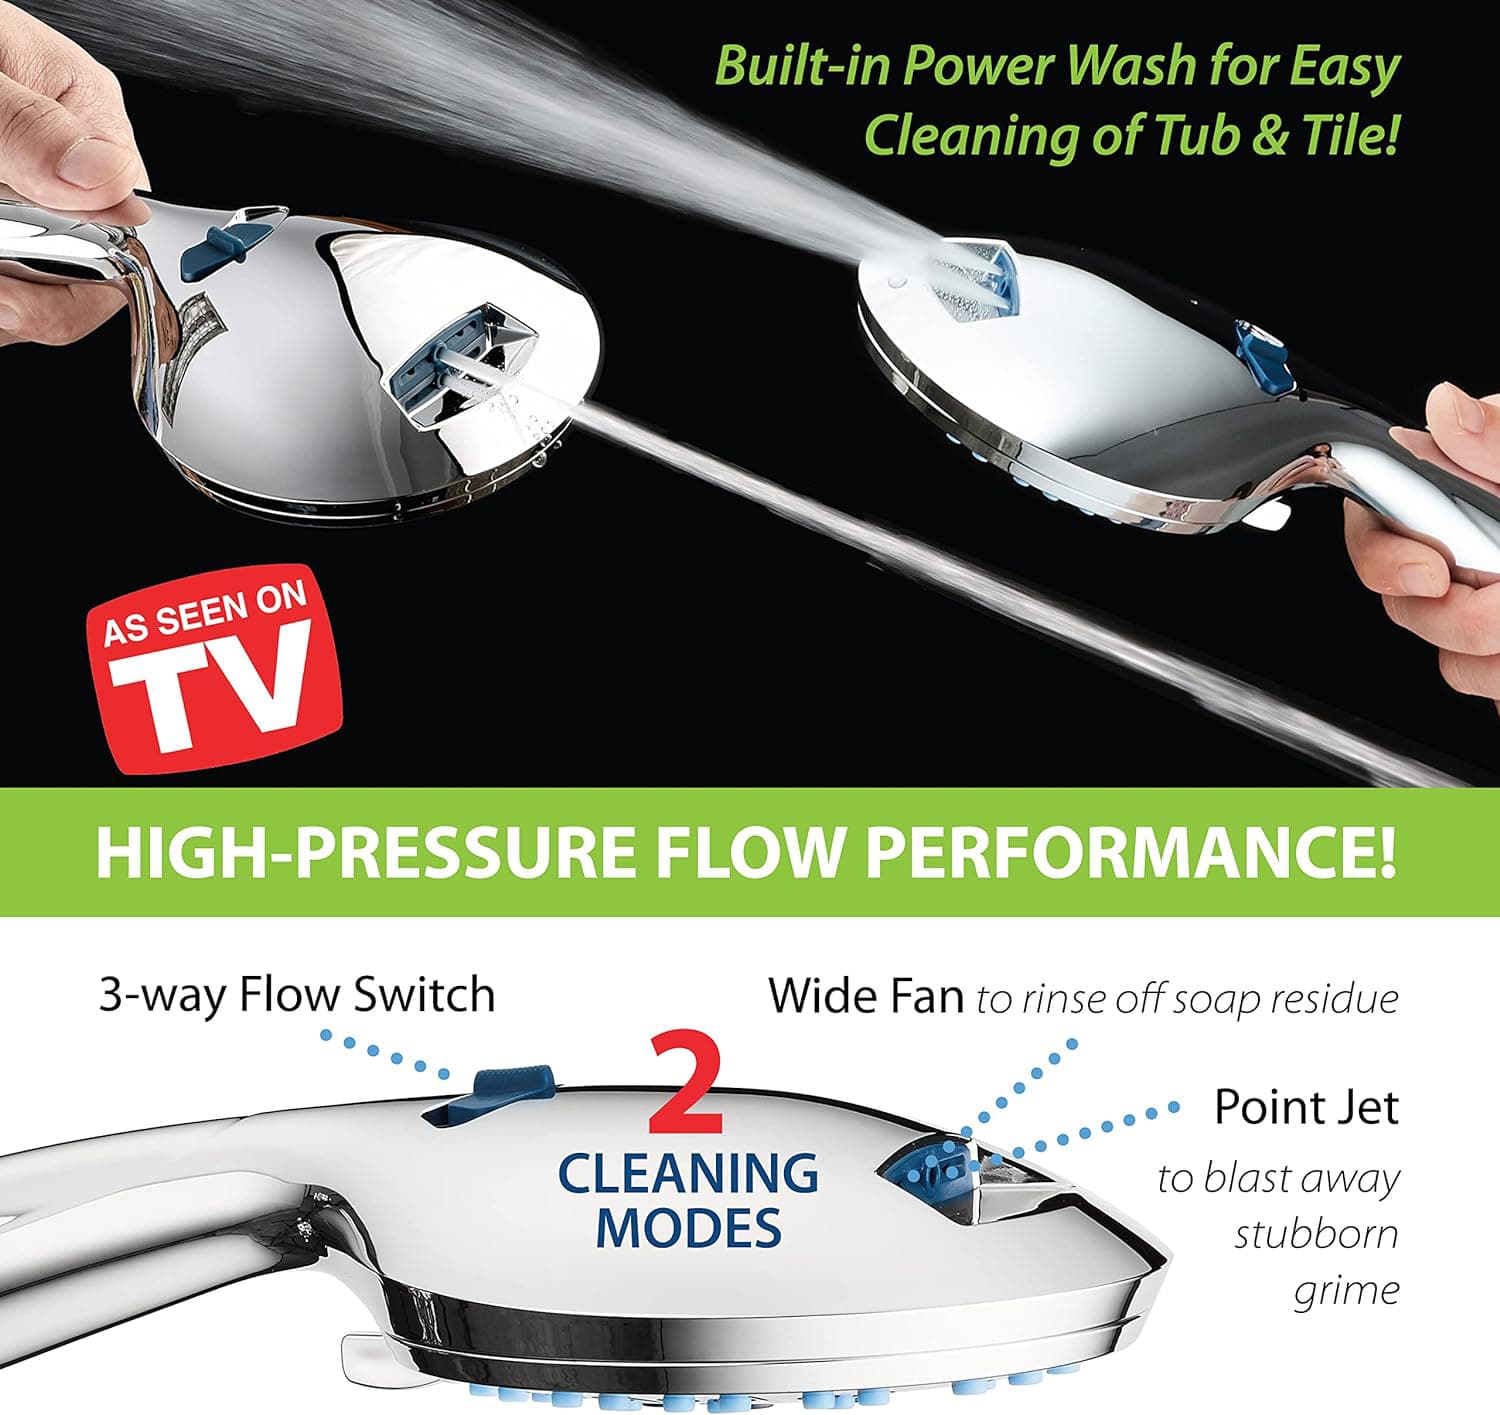 Built-in Power Wash for Easy
Cleaning of Tub & Tile!
AS SEEN ON
TV
HIGH-PRESSURE FLOW PERFORMANCE!
3-way Flow Switch
Wide Fan to rinse off soap residue
2
CLEANING
MODES
Point Jet
to blast away
stubborn
grime